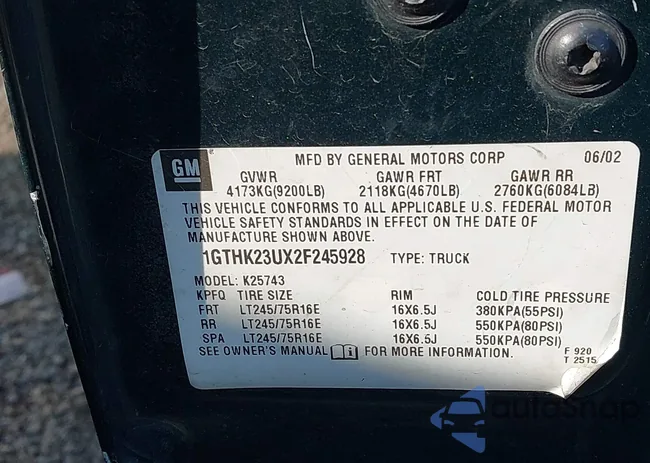 GM
MFD BY GENERAL MOTORS CORP 06/02
GVWR GAWR FRT GAWR RR
4173KG(9200LB) 2118KG(4670LB) 2760KG(6084LB)
THIS VEHICLE CONFORMS TO ALL APPLICABLE U.S. FEDERAL MOTOR
VEHICLE SAFETY STANDARDS IN EFFECT ON THE DATE OF
MANUFACTURE SHOWN ABOVE.
1GTHK23UX2F245928 TYPE: TRUCK
MODEL: K25743
KPFQ TIRE SIZE RIM COLD TIRE PRESSURE
FRT LT245/75R16E 16X6.5J 380KPA(55PSI)
RR LT245/75R16E 16X6.5J 550KPA(80PSI)
SPA LT245/75R16E 16X6.5J 550KPA(80PSI)
SEE OWNER'S MANUAL FOR MORE INFORMATION. F 920
T 2515
autoSnap